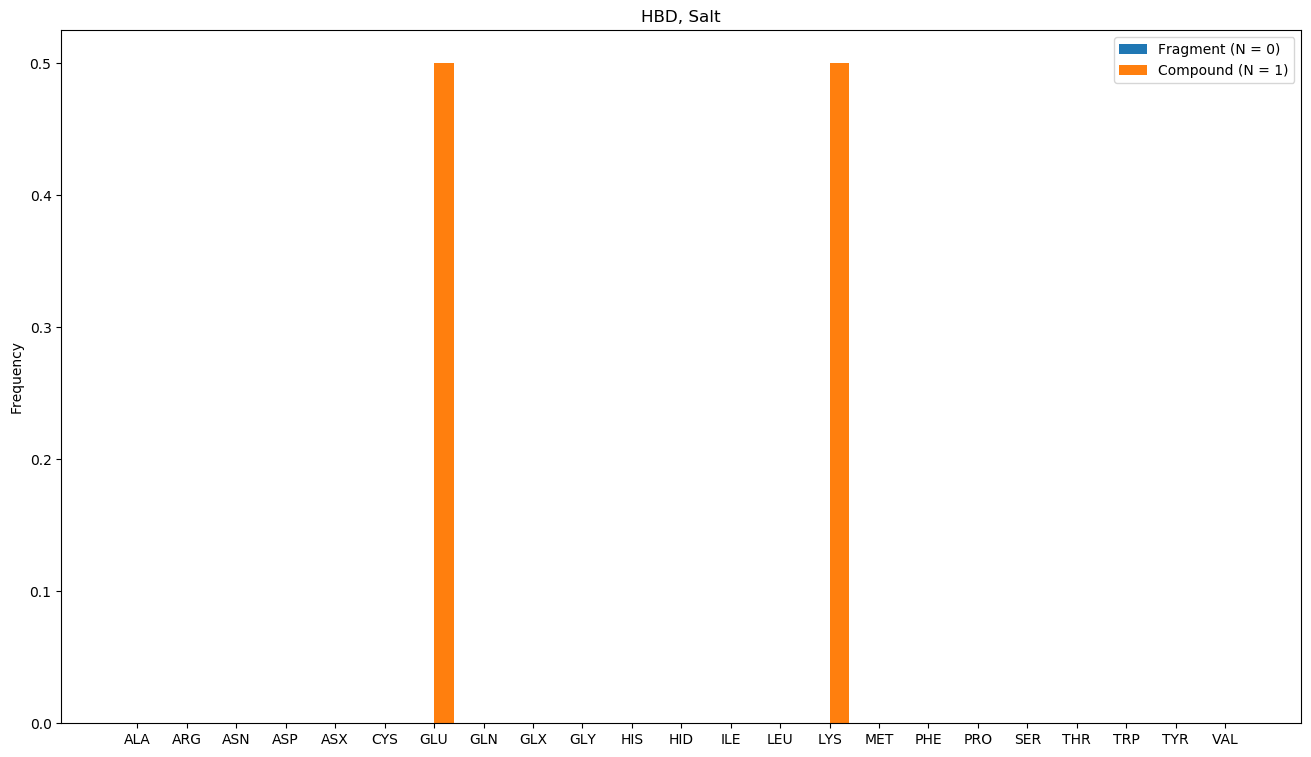 HBD, Salt
Fragment (N = 0)
Compound (N = 1)
Frequency
0.5
0.4
0.3
0.2
0.1
0.0
ALA ARG ASN ASP ASX CYS GLU GLN GLX GLY HIS HID ILE LEU LYS MET PHE PRO SER THR TRP TYR VAL